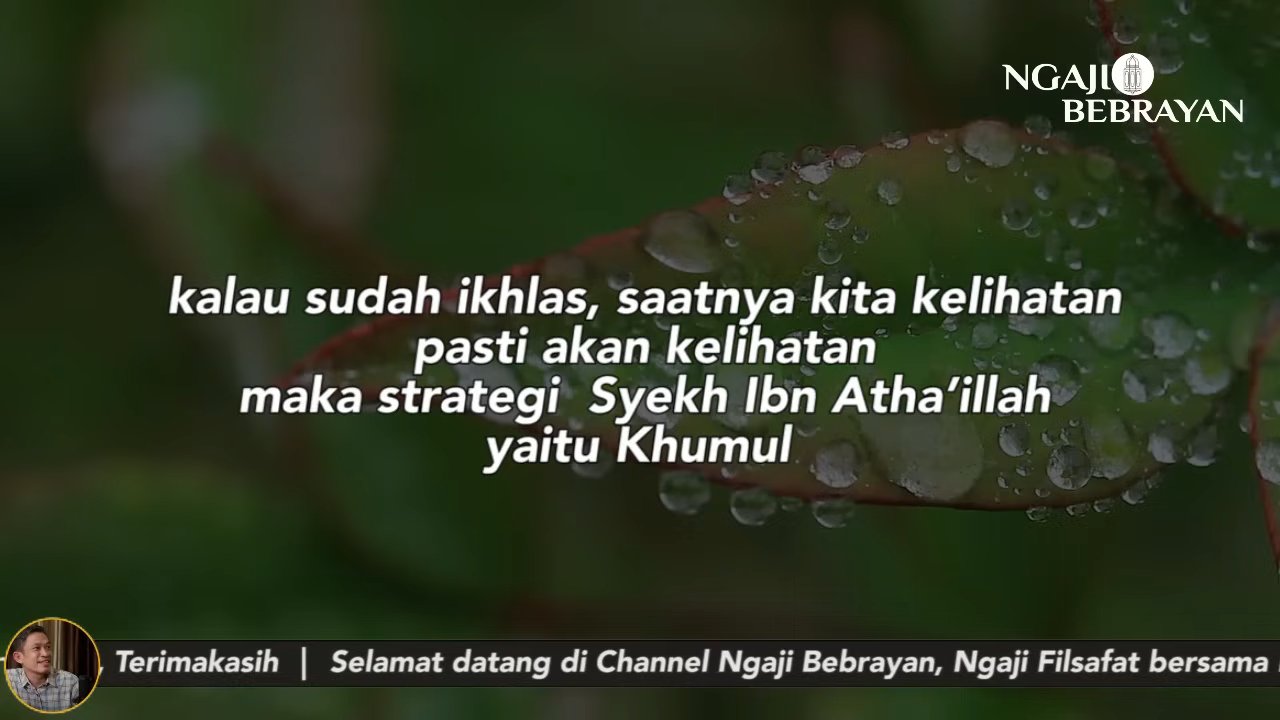 NGAJI
BEBRAYAN
kalau sudah ikhlas, saatnya kita kelihatan
pasti akan kelihatan
maka strategi Syekh Ibn Atha’illah
yaitu Khumul
, Terimakasih | Selamat datang di Channel Ngaji Bebrayan, Ngaji Filsafat bersama